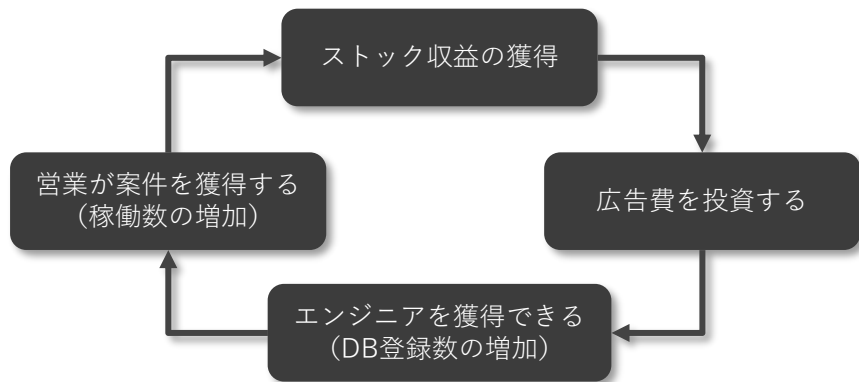 ストック収益の獲得
営業が案件を獲得する
（稼働数の増加）
広告費を投資する
エンジニアを獲得できる
（DB登録数の増加）